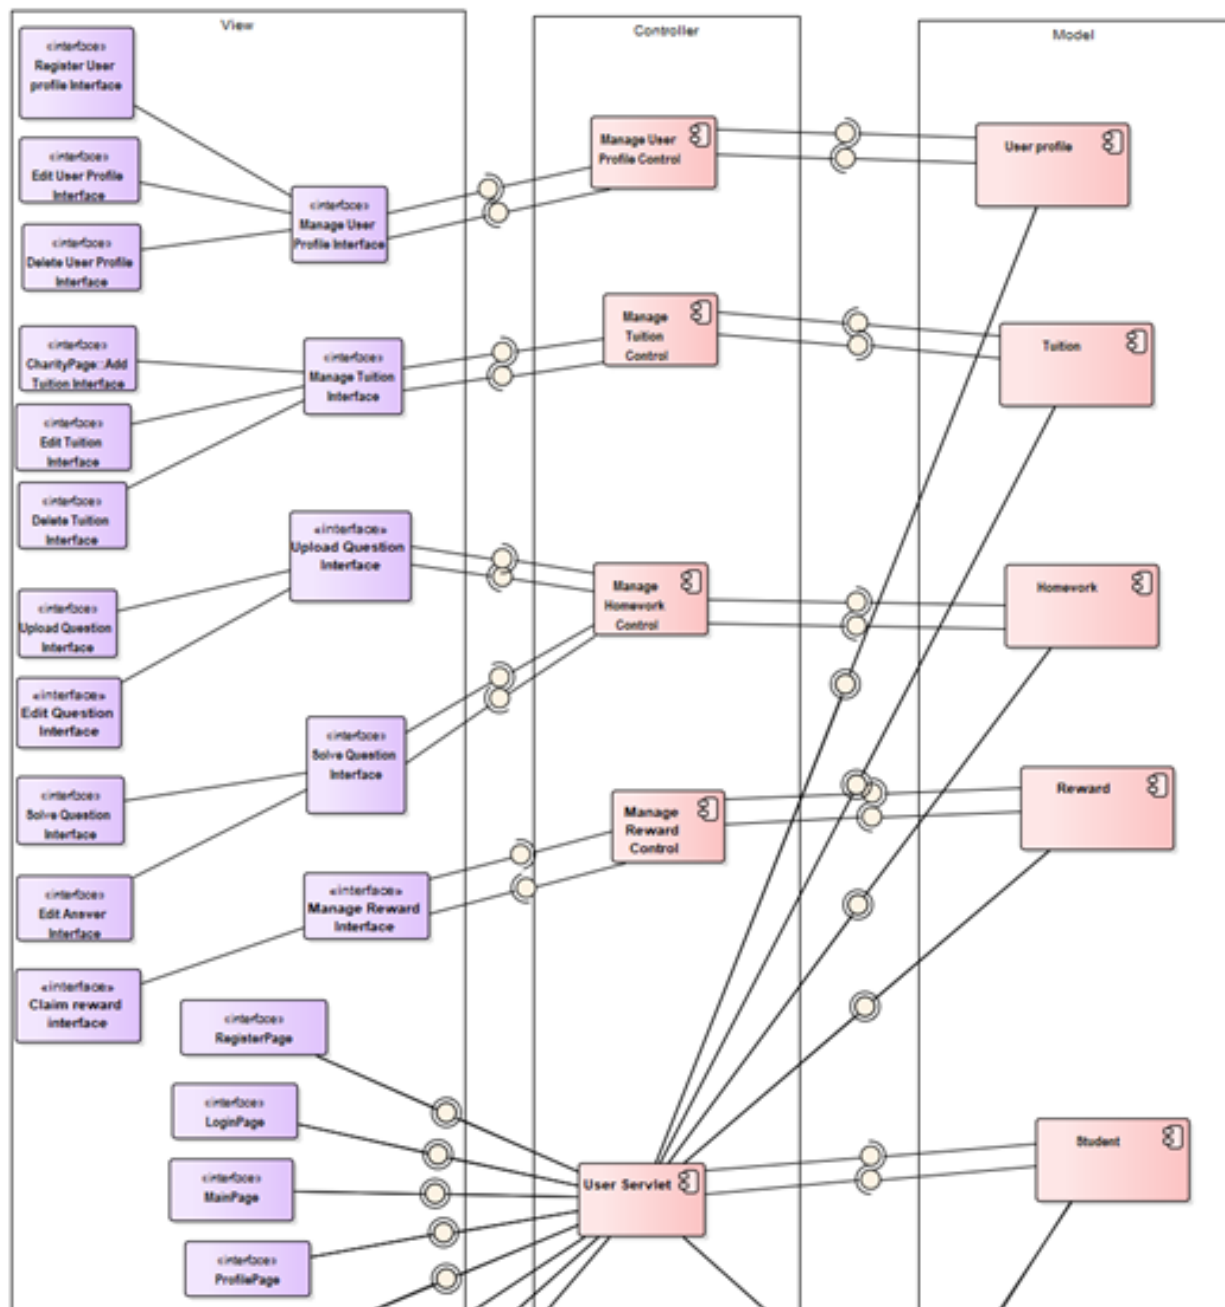 View
Controller
Model
«interface»
Register User
profile Interface
«interface»
Edit User Profile
Interface
«interface»
Delete User Profile
Interface
«interface»
Manage User
Profile Interface
Manage User
Profile Control
User profile
«interface»
CharityPage::Add
Tuition Interface
«interface»
Edit Tuition
Interface
«interface»
Delete Tuition
Interface
«interface»
Manage Tuition
Interface
Manage
Tuition
Control
Tuition
«interface»
Upload Question
Interface
«interface»
Upload Question
Interface
«interface»
Edit Question
Interface
Manage
Homework
Control
Homework
«interface»
Solve Question
Interface
«interface»
Solve Question
Interface
«interface»
Edit Answer
Interface
Manage
Reward
Control
Reward
«interface»
Manage Reward
Interface
«interface»
Claim reward
interface
«interface»
RegisterPage
«interface»
LoginPage
«interface»
MainPage
«interface»
ProfilePage
User Servlet
Student